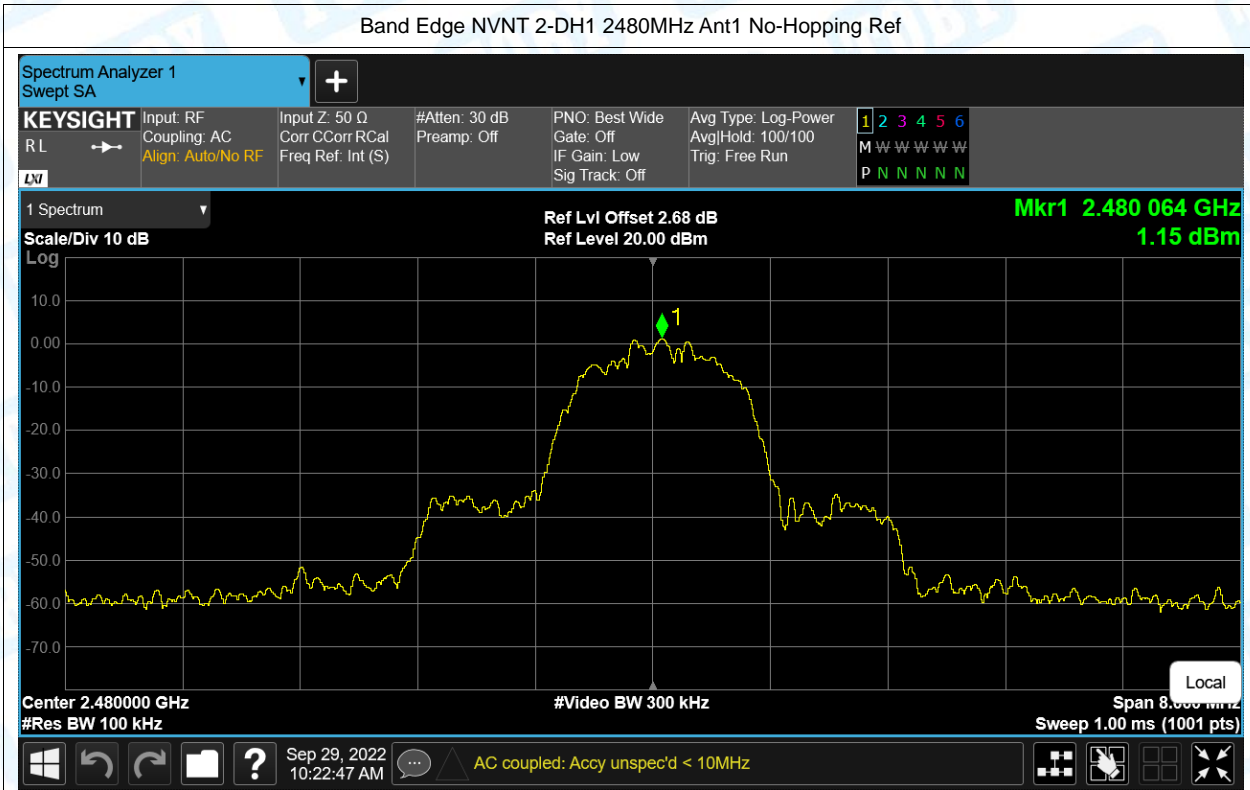 Band Edge NVNT 2-DH1 2480MHz Ant1 No-Hopping Ref
Spectrum Analyzer 1
Swept SA
+
KEYSIGHT
R L
LXI
Input: RF
Coupling: AC
Align: Auto/No RF
Input Z: 50 Ω
Corr CCorr RCal
Freq Ref: Int (S)
#Atten: 30 dB
Preamp: Off
PNO: Best Wide
Gate: Off
IF Gain: Low
Sig Track: Off
Avg Type: Log-Power
Avg|Hold: 100/100
Trig: Free Run
1 2 3 4 5 6
M W W W W W
P N N N N N
1 Spectrum
Scale/Div 10 dB
Ref Lvl Offset 2.68 dB
Ref Level 20.00 dBm
Mkr1 2.480 064 GHz
1.15 dBm
Log
10.0
0.00
-10.0
-20.0
-30.0
-40.0
-50.0
-60.0
-70.0
1
Center 2.480000 GHz
#Res BW 100 kHz
#Video BW 300 kHz
Local
Span 8.000 MHz
Sweep 1.00 ms (1001 pts)
?
Sep 29, 2022
10:22:47 AM
AC coupled: Accy unspec'd < 10MHz